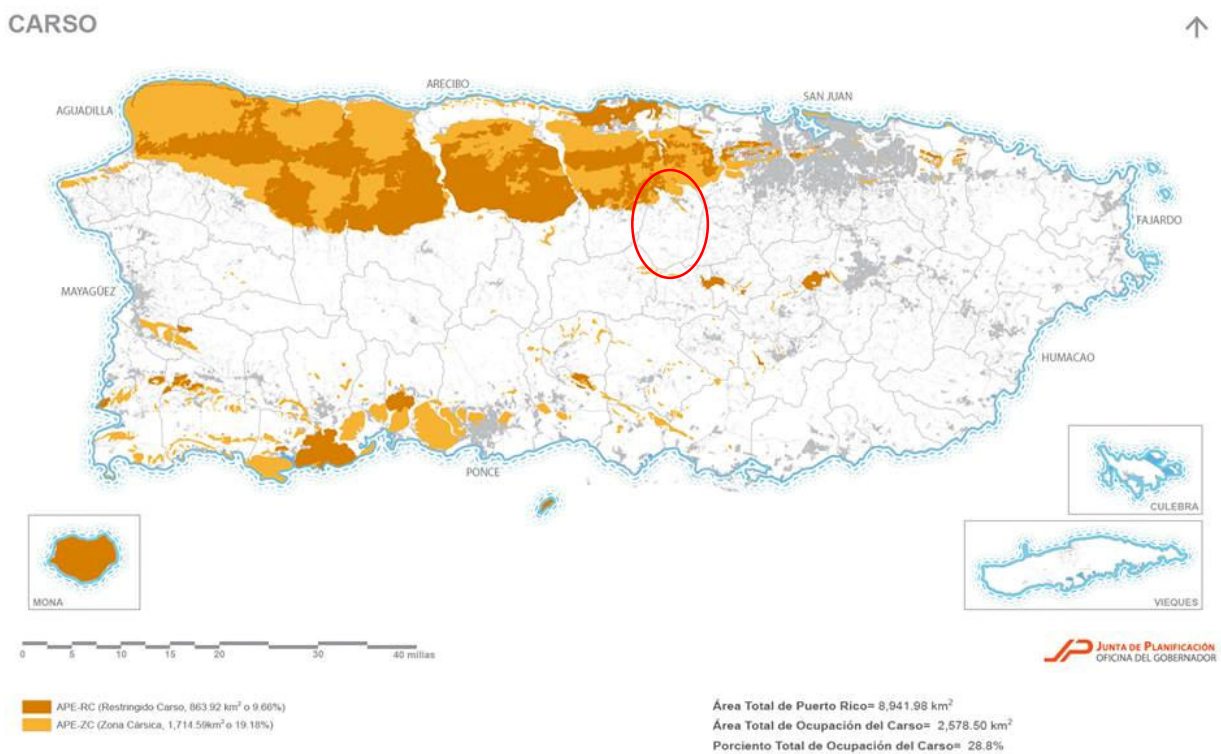 CARSO
ARECIBO
SAN JUAN
AGUADILLA
FAJARDO
MAYAGÜEZ
HUMACAO
PONCE
CULEBRA
MONA
VIEQUES
0 5 10 15 20 30 40 millas
JP JUNTA DE PLANIFICACIÓN
OFICINA DEL GOBERNADOR
APE-RC (Restringido Carso, 863.92 km² o 9.66%)
APE-ZC (Zona Cársica, 1,714.59km² o 19.18%)
Área Total de Puerto Rico= 8,941.98 km²
Área Total de Ocupación del Carso= 2,578.50 km²
Porciento Total de Ocupación del Carso= 28.8%